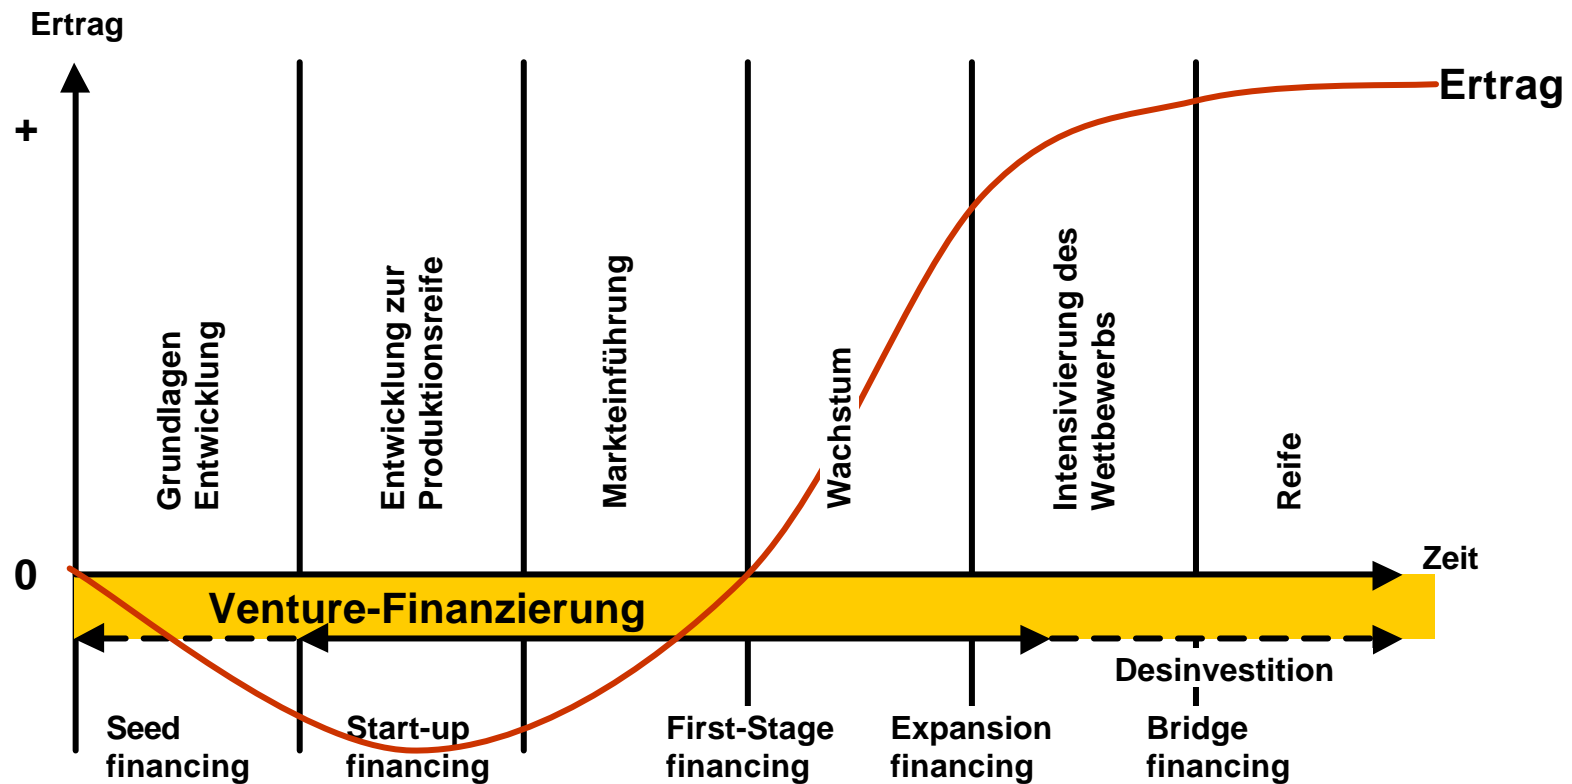 Ertrag
+
Ertrag
Grundlagen
Entwicklung
Entwicklung zur
Produktionsreife
Markteinführung
Wachstum
Intensivierung des
Wettbewerbs
Reife
0
Zeit
Venture-Finanzierung
Desinvestition
Seed
financing
Start-up
financing
First-Stage
financing
Expansion
financing
Bridge
financing